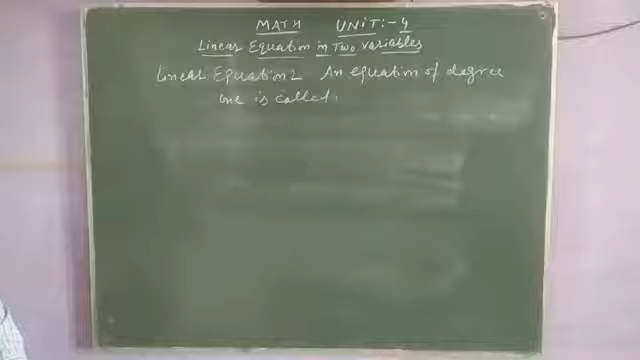 MATH UNIT:- 4
Linear Equation in Two Variables
Linear Equation:- An equation of degree
one is called